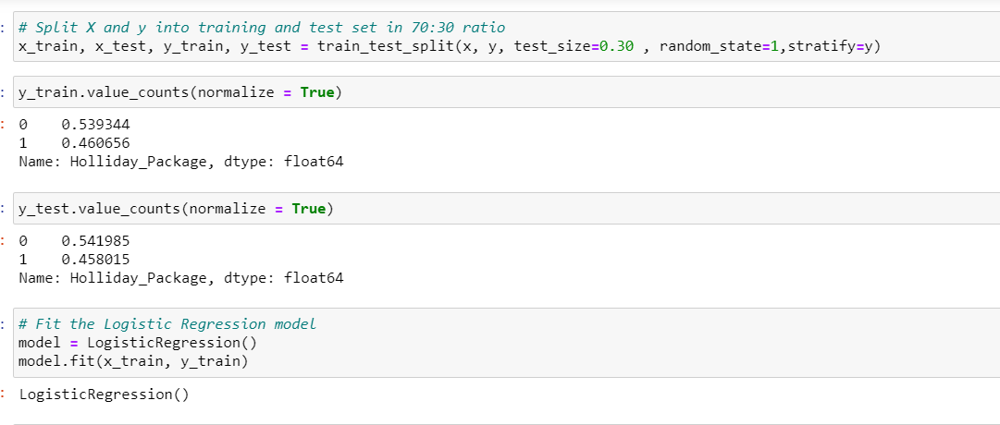 # Split X and y into training and test set in 70:30 ratio
x_train, x_test, y_train, y_test = train_test_split(x, y, test_size=0.30 , random_state=1,stratify=y)
y_train.value_counts(normalize = True)
0    0.539344
1    0.460656
Name: Holliday_Package, dtype: float64
y_test.value_counts(normalize = True)
0    0.541985
1    0.458015
Name: Holliday_Package, dtype: float64
# Fit the Logistic Regression model
model = LogisticRegression()
model.fit(x_train, y_train)
LogisticRegression()